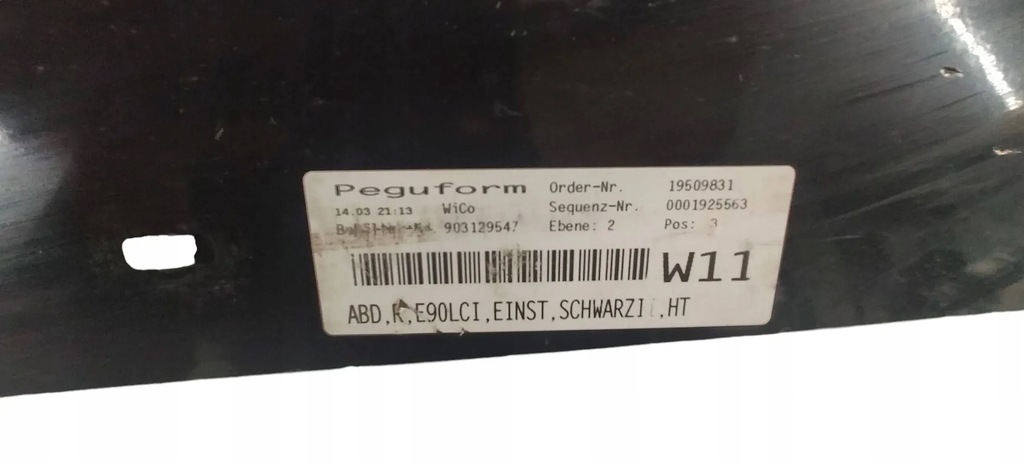 Peguform
Order-Nr. 19509831
14.03 21:13 WiCo
Sequenz-Nr. 0001925563
903129547
Ebene: 2 Pos: 3
W11
ABD,R,E90LCI,EINST,SCHWARZII,HT